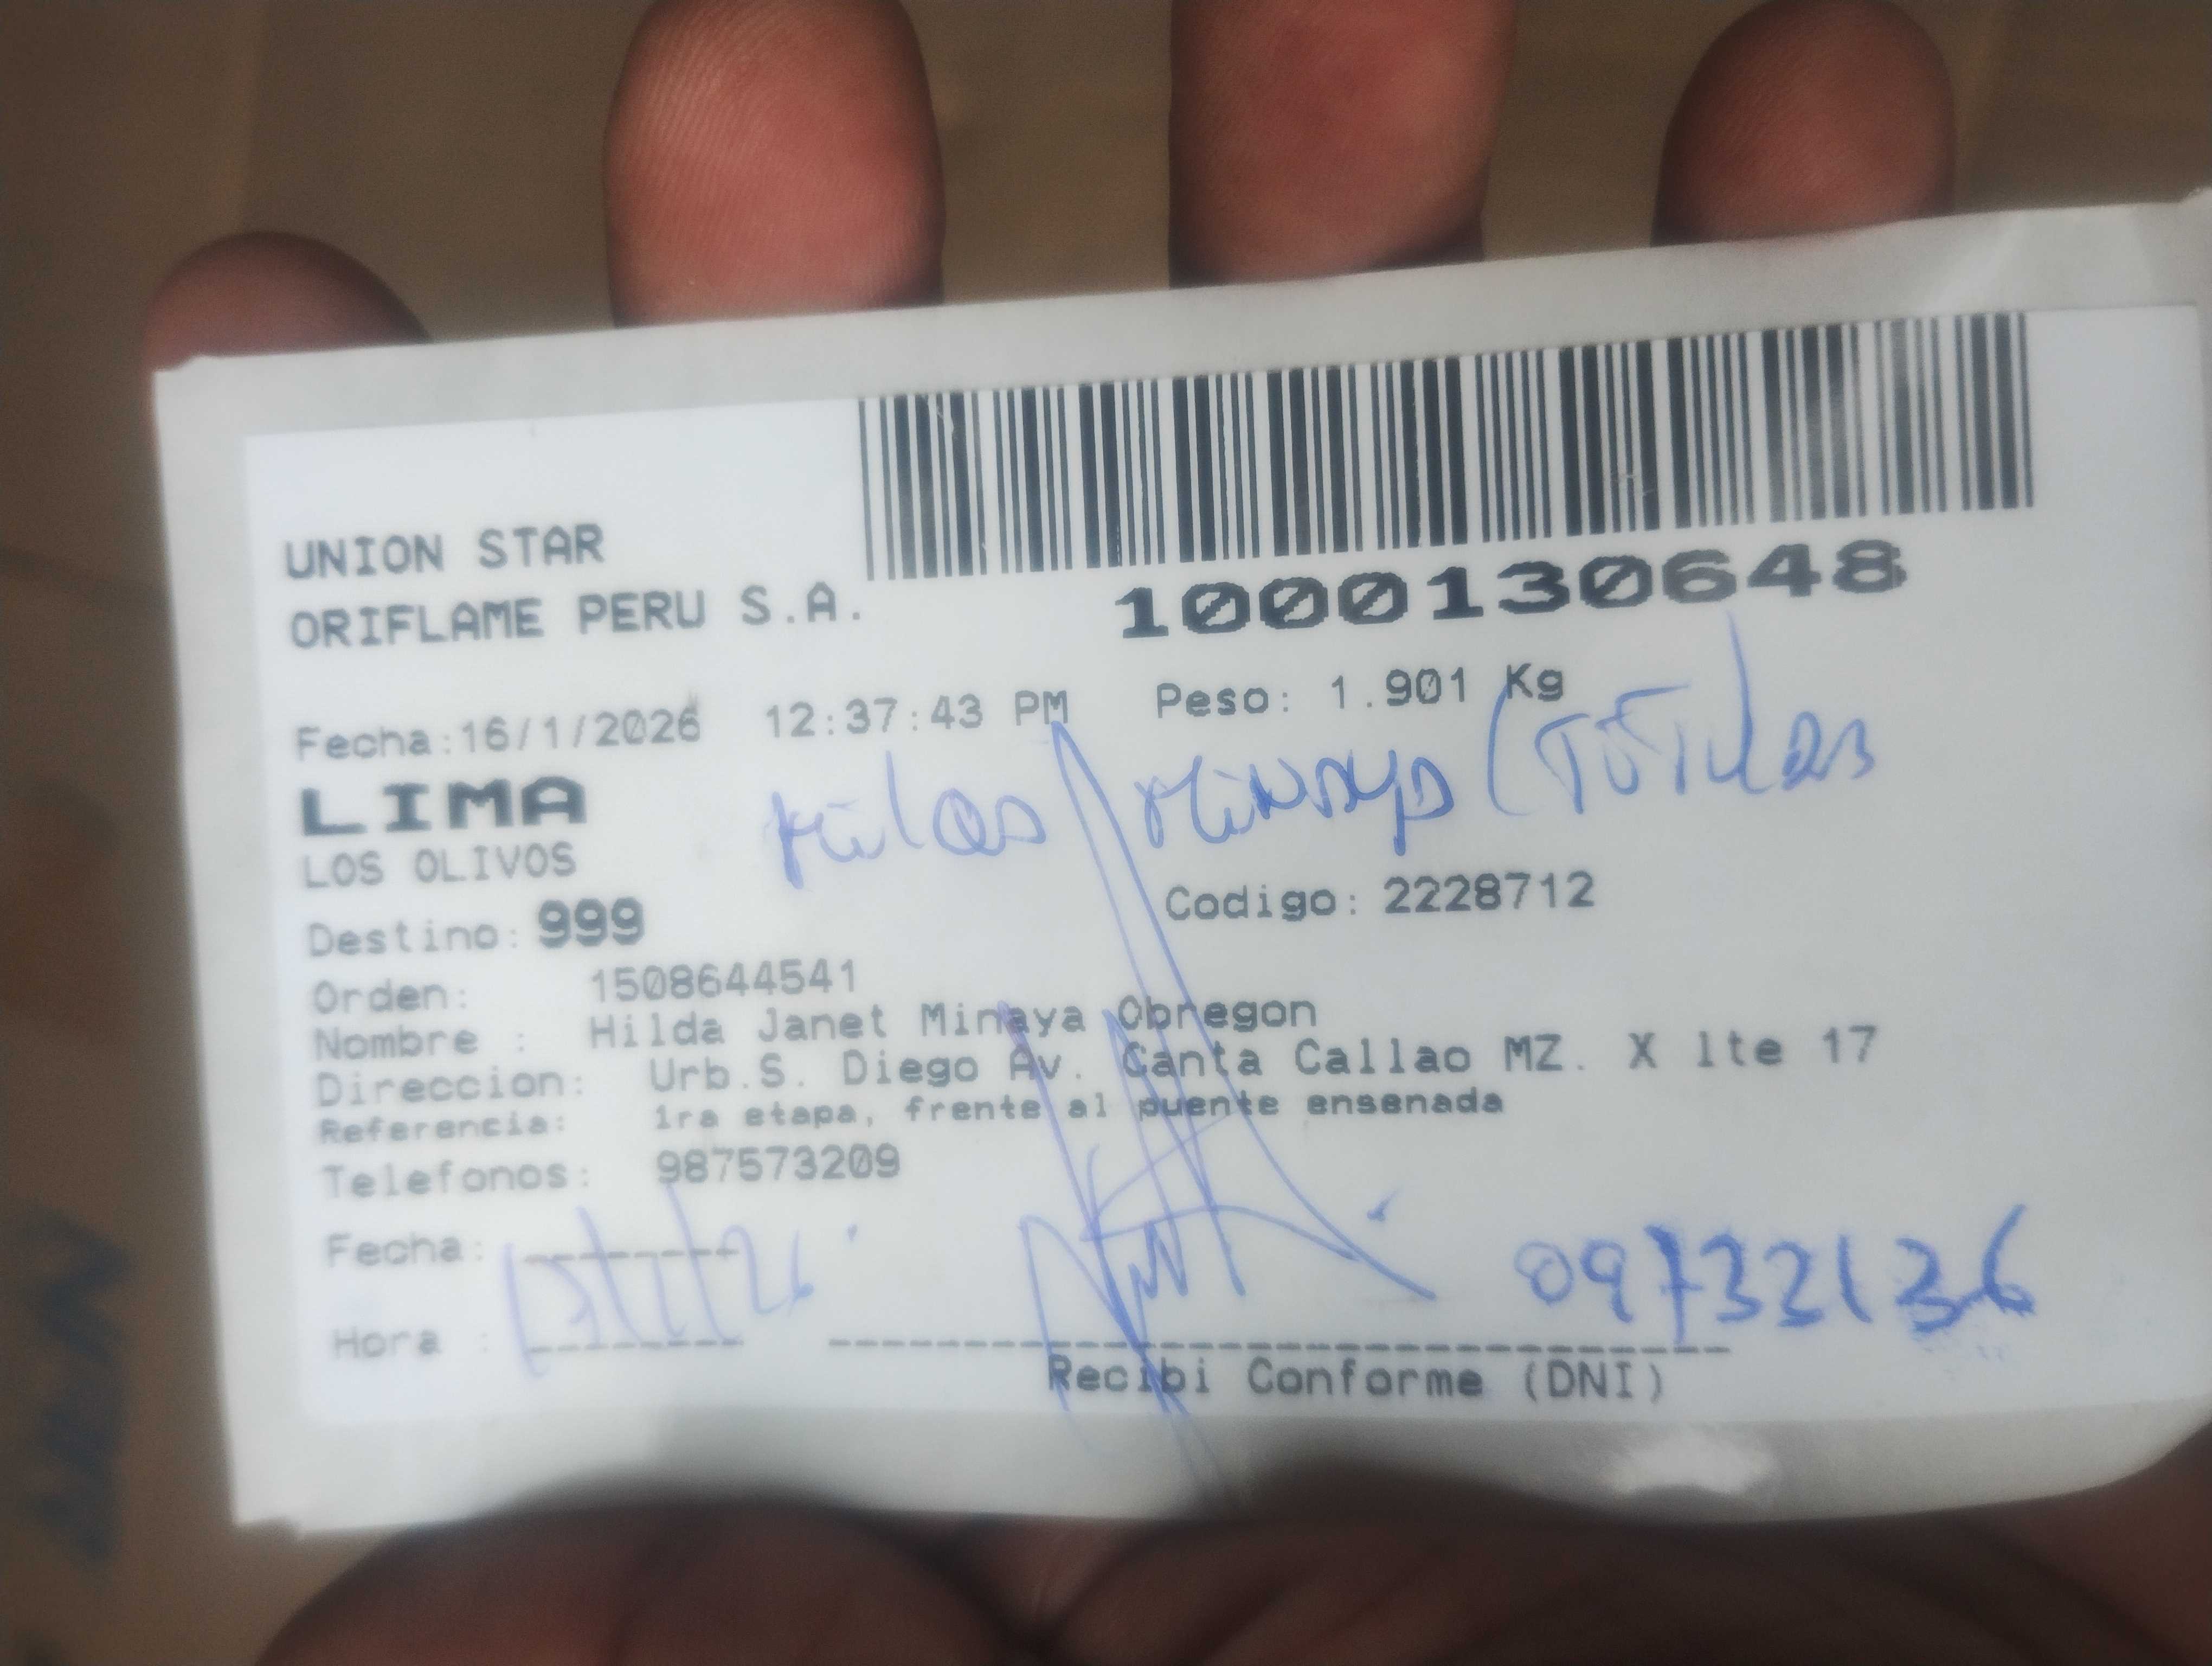 UNION STAR
ORIFLAME PERU S.A.
1000130648
Fecha:16/1/2026 12:37:43 PM Peso: 1.901 Kg
LIMA
LOS OLIVOS
Minaya (Titular
Destino: 999 Codigo: 2228712
Orden: 1508644541
Nombre : Hilda Janet Minaya Obregon
Direccion: Urb.S. Diego Av. Canta Callao MZ. X lte 17
Referencia: 1ra etapa, frente al puente ensenada
Telefonos: 987573209
Fecha:
09732136
Hora :
Recibi Conforme (DNI)